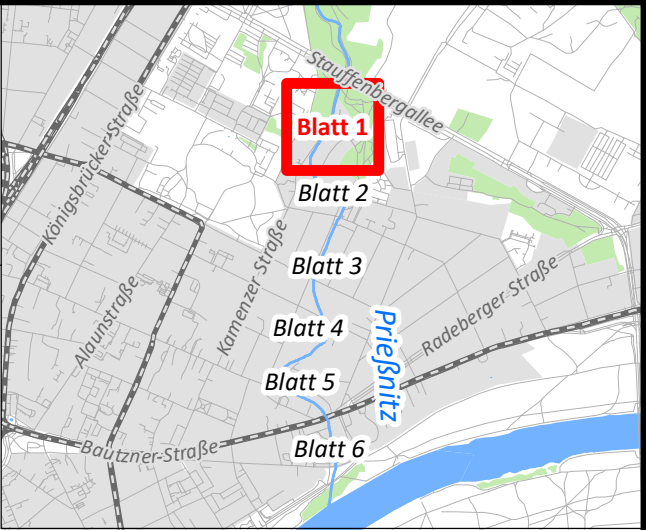 Stauffenbergallee
Blatt 1
Königsbrücker-Straße
Blatt 2
Kamenzer Straße
Blatt 3
Radeberger-Straße
Alaunstraße
Blatt 4
Prießnitz
Blatt 5
Bautzner-Straße
Blatt 6